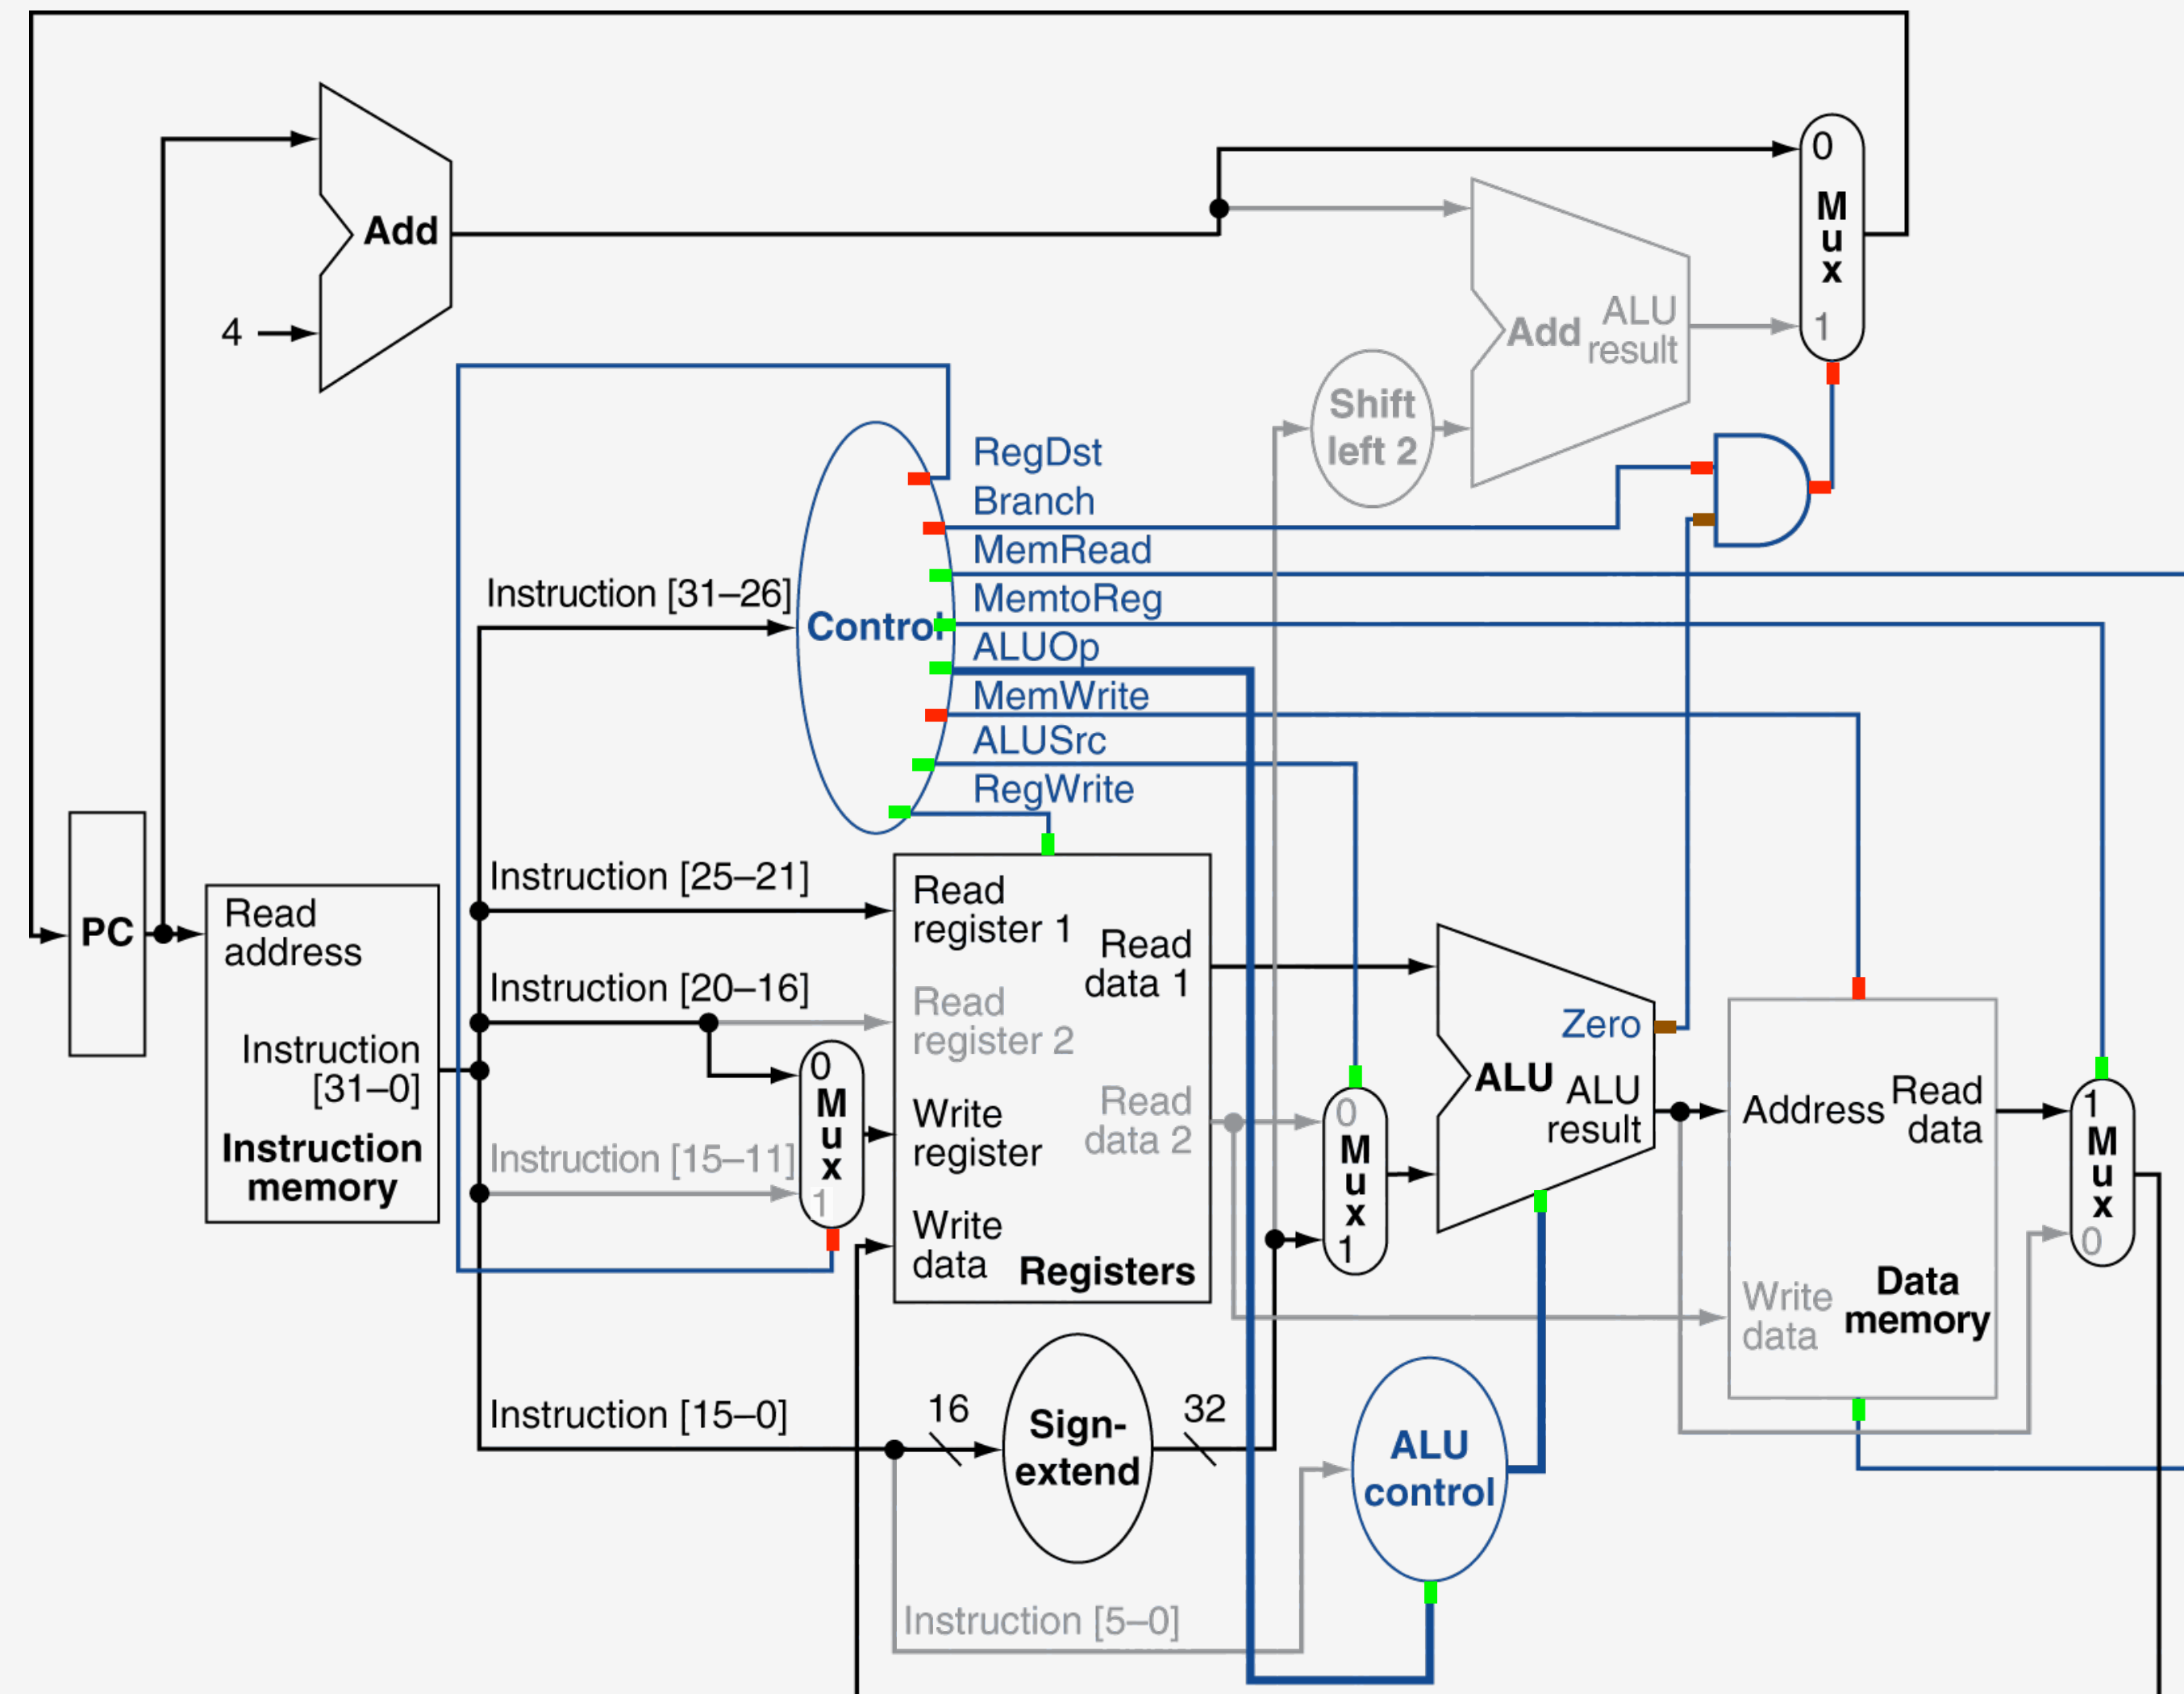 0
M
u
x
1
Add
4
ALU
result
Add
Shift
left 2
RegDst
Branch
MemRead
MemtoReg
ALUOp
MemWrite
ALUSrc
RegWrite
Instruction [31–26]
Control
PC
Read
address
Instruction
[31–0]
Instruction
memory
Instruction [25–21]
Instruction [20–16]
Instruction [15–11]
Instruction [15–0]
0
M
u
x
1
Read
register 1
Read
register 2
Write
register
Write
data
Read
data 1
Read
data 2
Registers
0
M
u
x
1
Zero
ALU
ALU
result
Address
Read
data
Write
data
Data
memory
1
M
u
x
0
16
Sign-
extend
32
ALU
control
Instruction [5–0]